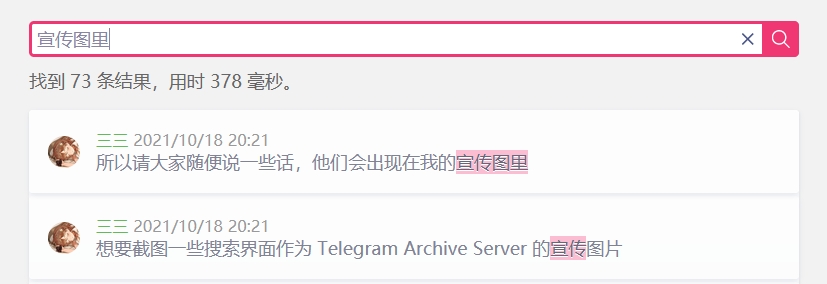 宣传图里
找到 73 条结果，用时 378 毫秒。
三三 2021/10/18 20:21
所以请大家随便说一些话，他们会出现在我的宣传图里
三三 2021/10/18 20:21
想要截图一些搜索界面作为 Telegram Archive Server 的宣传图片